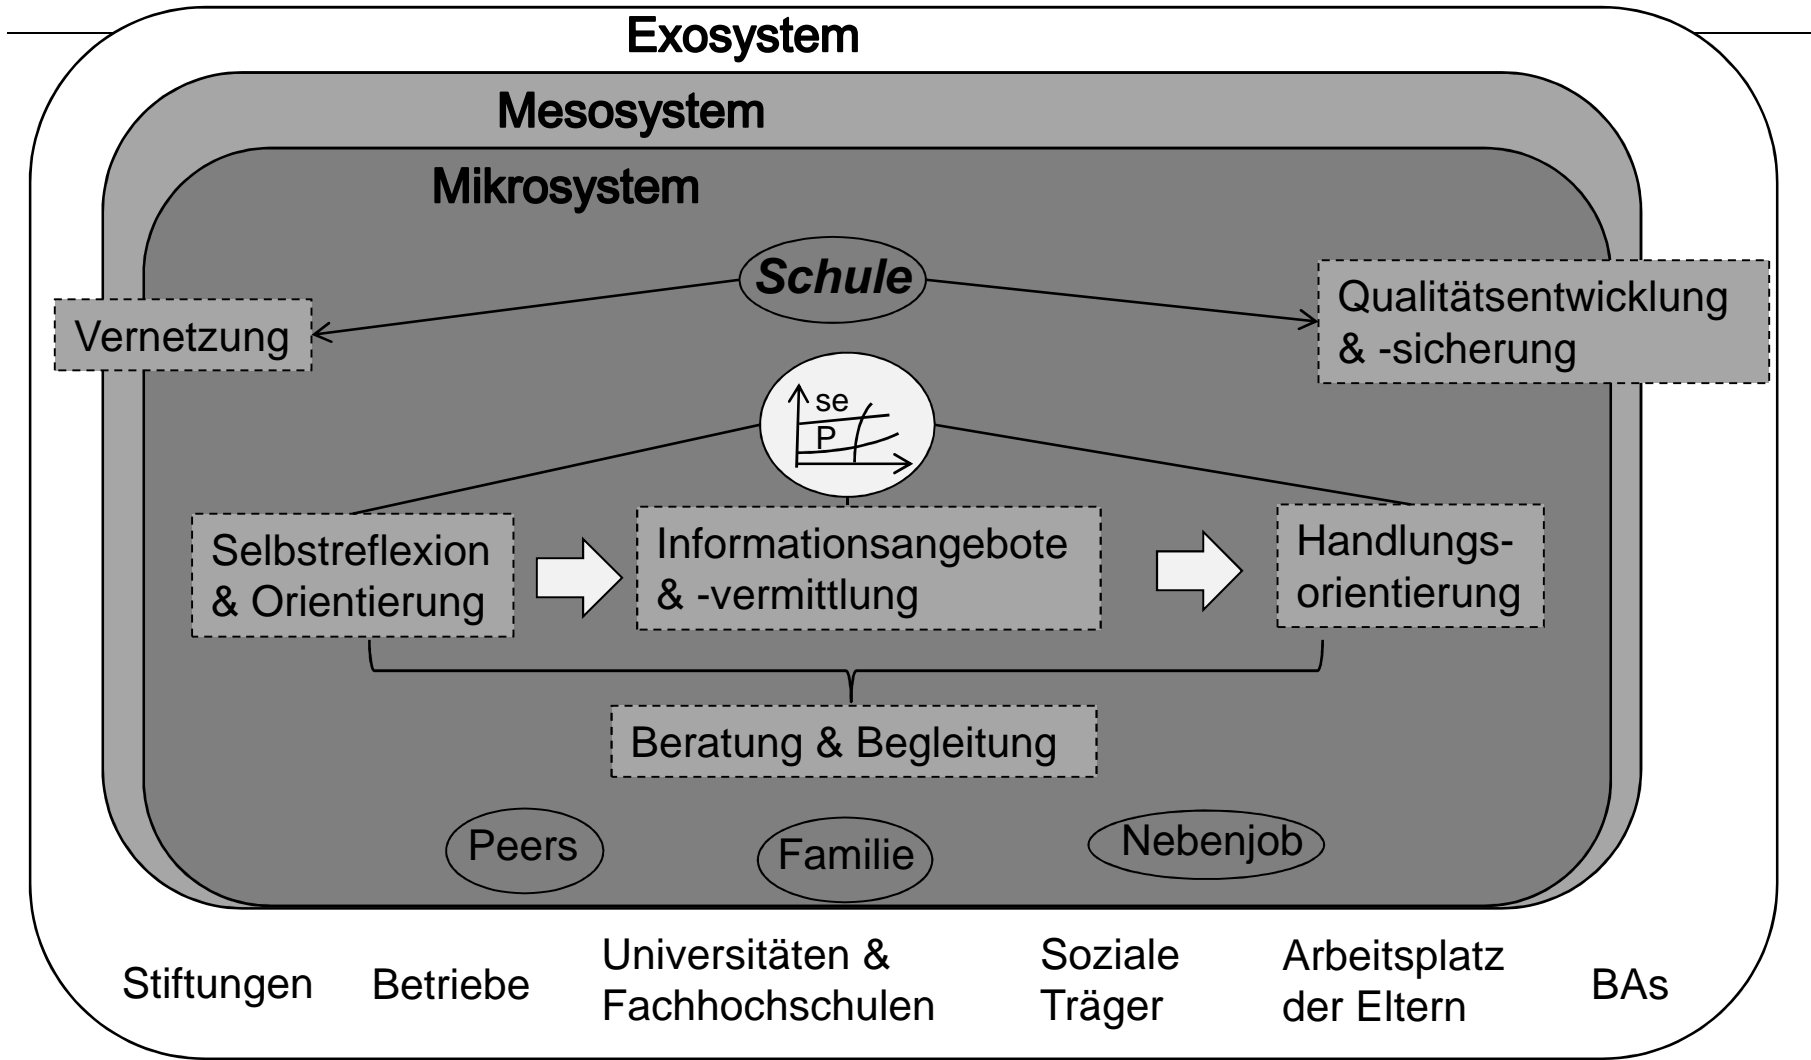 Exosystem
Mesosystem
Mikrosystem
Schule
Vernetzung
Qualitätsentwicklung
& -sicherung
se
P
Selbstreflexion
& Orientierung
Informationsangebote
& -vermittlung
Handlungs-
orientierung
Beratung & Begleitung
Peers
Familie
Nebenjob
Stiftungen
Betriebe
Universitäten &
Fachhochschulen
Soziale
Träger
Arbeitsplatz
der Eltern
BAs